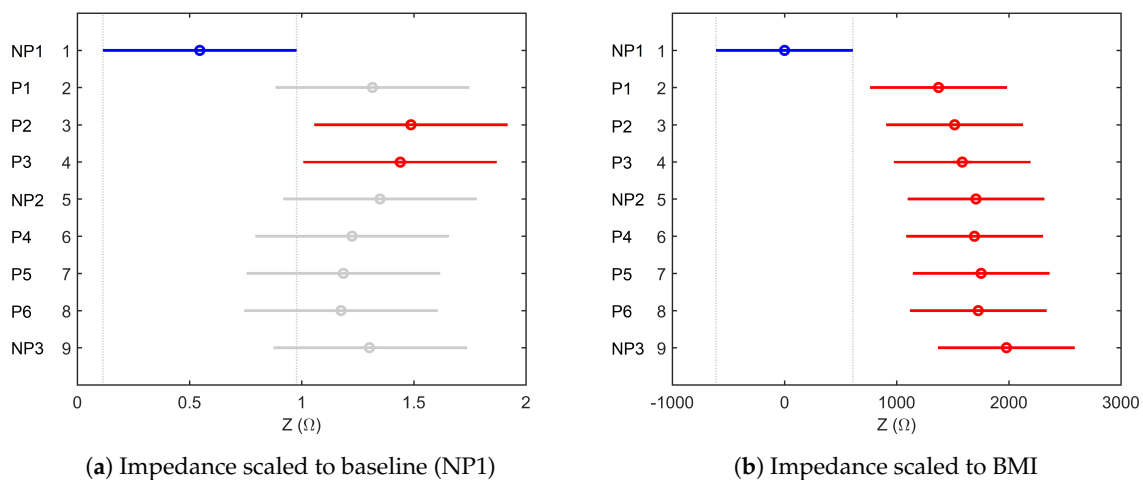 NP1 1
P1 2
P2 3
P3 4
NP2 5
P4 6
P5 7
P6 8
NP3 9
0 0.5 1 1.5 2
Z (Ω)
(a) Impedance scaled to baseline (NP1)
NP1 1
P1 2
P2 3
P3 4
NP2 5
P4 6
P5 7
P6 8
NP3 9
-1000 0 1000 2000 3000
Z (Ω)
(b) Impedance scaled to BMI